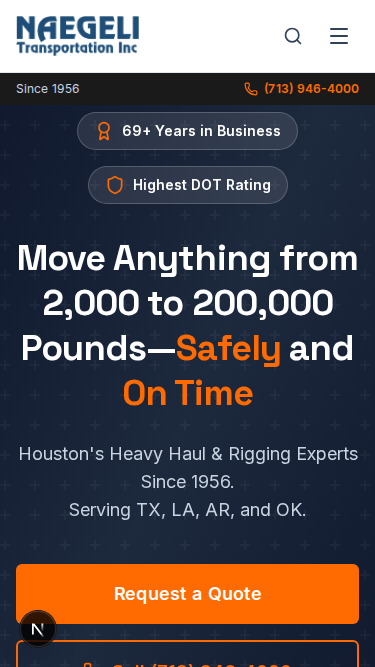 NAEGELI
Transportation Inc
Since 1956
(713) 946-4000
69+ Years in Business
Highest DOT Rating
Move Anything from
2,000 to 200,000
Pounds—Safely and
On Time
Houston's Heavy Haul & Rigging Experts
Since 1956.
Serving TX, LA, AR, and OK.
Request a Quote
N